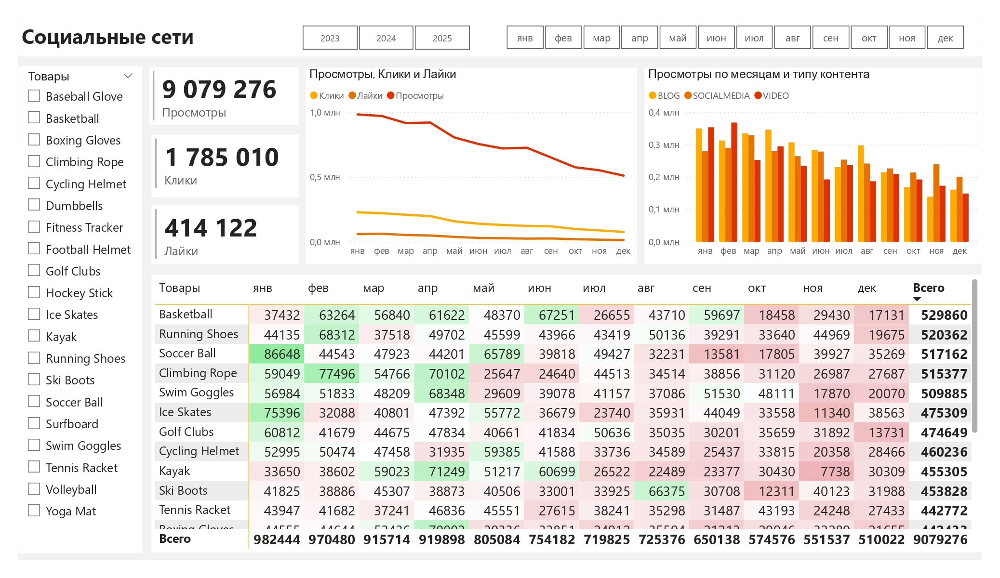 Социальные сети
2023 2024 2025
янв фев мар апр май июн июл авг сен окт ноя дек
Товары
Baseball Glove
Basketball
Boxing Gloves
Climbing Rope
Cycling Helmet
Dumbbells
Fitness Tracker
Football Helmet
Golf Clubs
Hockey Stick
Ice Skates
Kayak
Running Shoes
Ski Boots
Soccer Ball
Surfboard
Swim Goggles
Tennis Racket
Volleyball
Yoga Mat
9 079 276
Просмотры
1 785 010
Клики
414 122
Лайки
Просмотры, Клики и Лайки
Клики Лайки Просмотры
1,0 млн
0,5 млн
0,0 млн
янв фев мар апр май июн июл авг сен окт ноя дек
Просмотры по месяцам и типу контента
BLOG SOCIALMEDIA VIDEO
0,4 млн
0,3 млн
0,2 млн
0,1 млн
0,0 млн
янв фев мар апр май июн июл авг сен окт ноя дек
Товары янв фев мар апр май июн июл авг сен окт ноя дек Всего
Basketball 37432 63264 56840 61622 48370 67251 26655 43710 59697 18458 29430 17131 529860
Running Shoes 44135 68312 37518 49702 45599 43966 43419 50136 39291 33640 44969 19675 520362
Soccer Ball 86648 44543 47923 44201 65789 39818 49427 32231 13581 17805 39927 35269 517162
Climbing Rope 59049 77496 54766 70102 25647 24640 44513 34514 38856 31120 26987 27687 515377
Swim Goggles 56984 51833 48209 68348 29609 39078 41157 37086 51530 48111 17870 20070 509885
Ice Skates 75396 32088 40801 47392 55772 36679 23740 35931 44049 33558 11340 38563 475309
Golf Clubs 60812 41679 44675 47834 40661 41834 50636 35035 30201 35659 31892 13731 474649
Cycling Helmet 52995 50474 47458 31935 59385 41588 33736 34589 25437 33815 20358 28466 460236
Kayak 33650 38602 59023 71249 51217 60699 26522 22489 23377 30430 7738 30309 455305
Ski Boots 41825 38886 45307 38873 40506 33001 33925 66375 30708 12311 40123 31988 453828
Tennis Racket 43947 41682 37241 46836 45551 27615 38241 35298 31487 43193 24248 27433 442772
Boxing Gloves
Всего 982444 970480 915714 919898 805084 754182 719825 725376 650138 574576 551537 510022 9079276